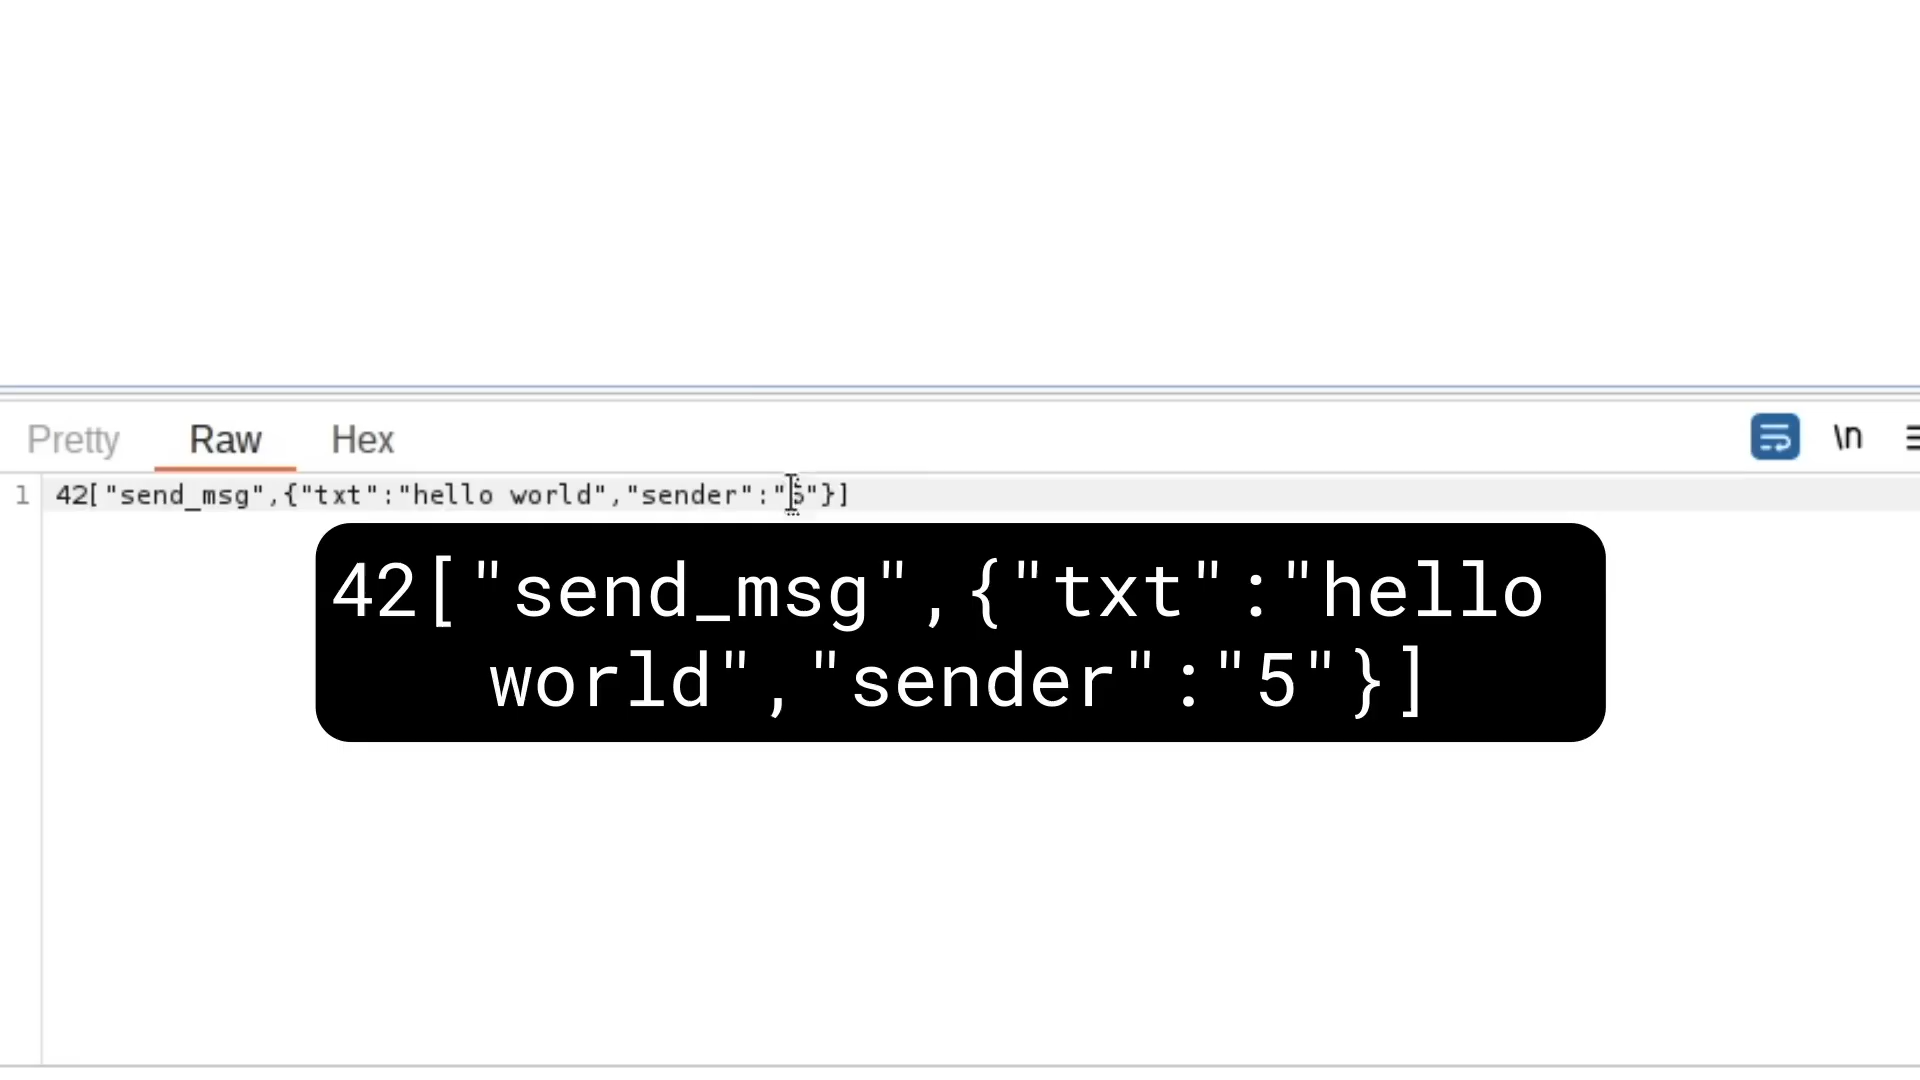 Pretty Raw Hex \n
1 42["send_msg",{"txt":"hello world","sender":"5"}]
42["send_msg",{"txt":"hello
world","sender":"5"}]